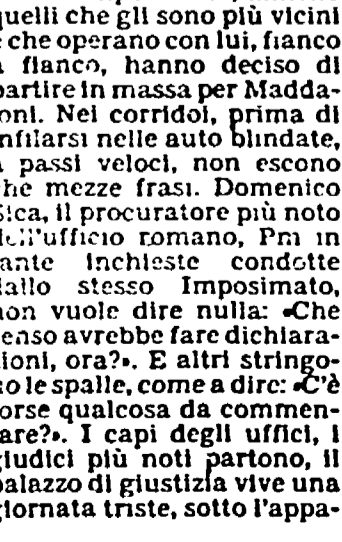 quelli che gli sono più vicini
e che operano con lui, fianco
a fianco, hanno deciso di
partire in massa per Madda-
loni. Nei corridoi, prima di
infilarsi nelle auto blindate,
a passi veloci, non escono
che mezze frasi. Domenico
Sica, il procuratore più noto
dell'ufficio romano, Pm in
tante inchieste condotte
dallo stesso Imposimato,
non vuole dire nulla: «Che
senso avrebbe fare dichiara-
zioni, ora?». E altri stringo-
no le spalle, come a dire: «C'è
forse qualcosa da commen-
tare?». I capi degli uffici, i
giudici più noti partono, il
palazzo di giustizia vive una
giornata triste, sotto l'appa-